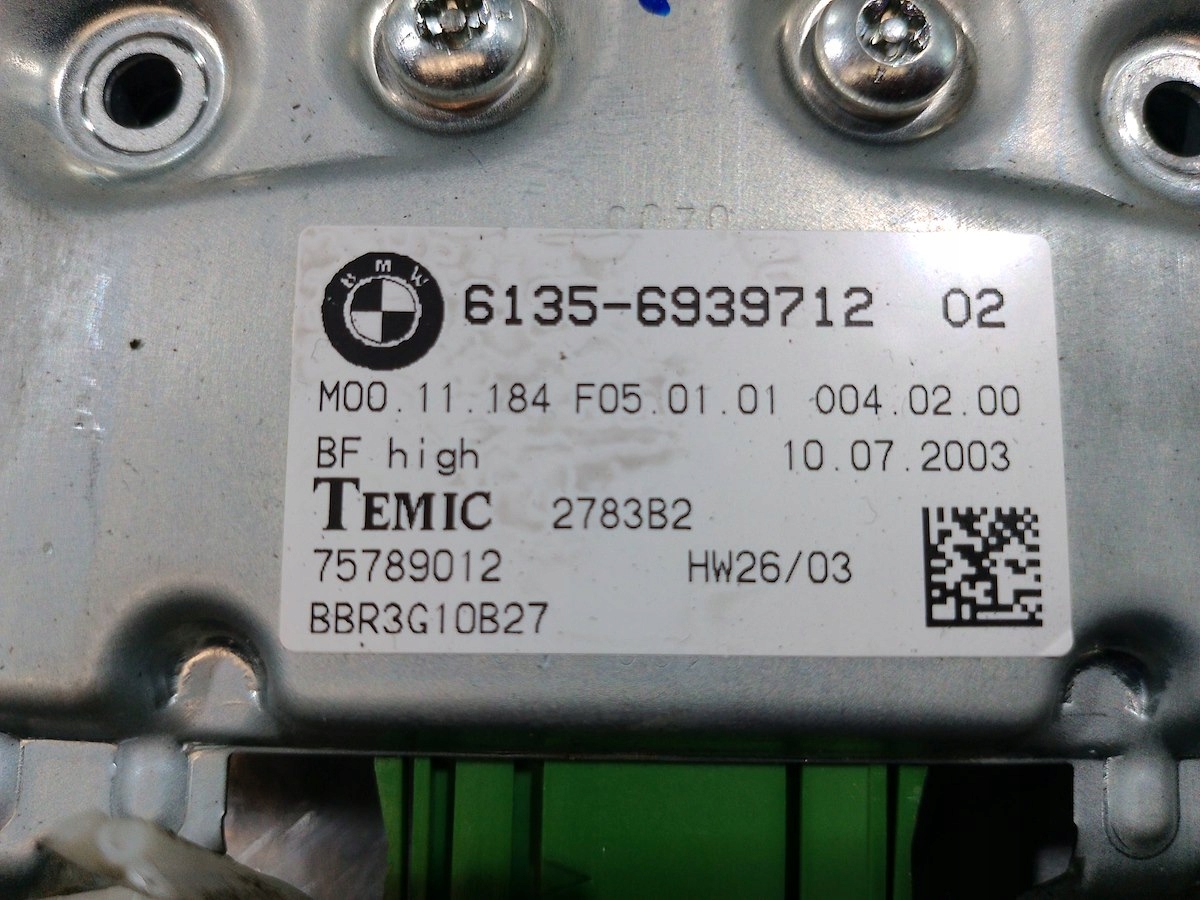 BMW
6135-6939712 02
M00.11.184 F05.01.01 004.02.00
BF high 10.07.2003
TEMIC 2783B2
75789012 HW26/03
BBR3G10B27